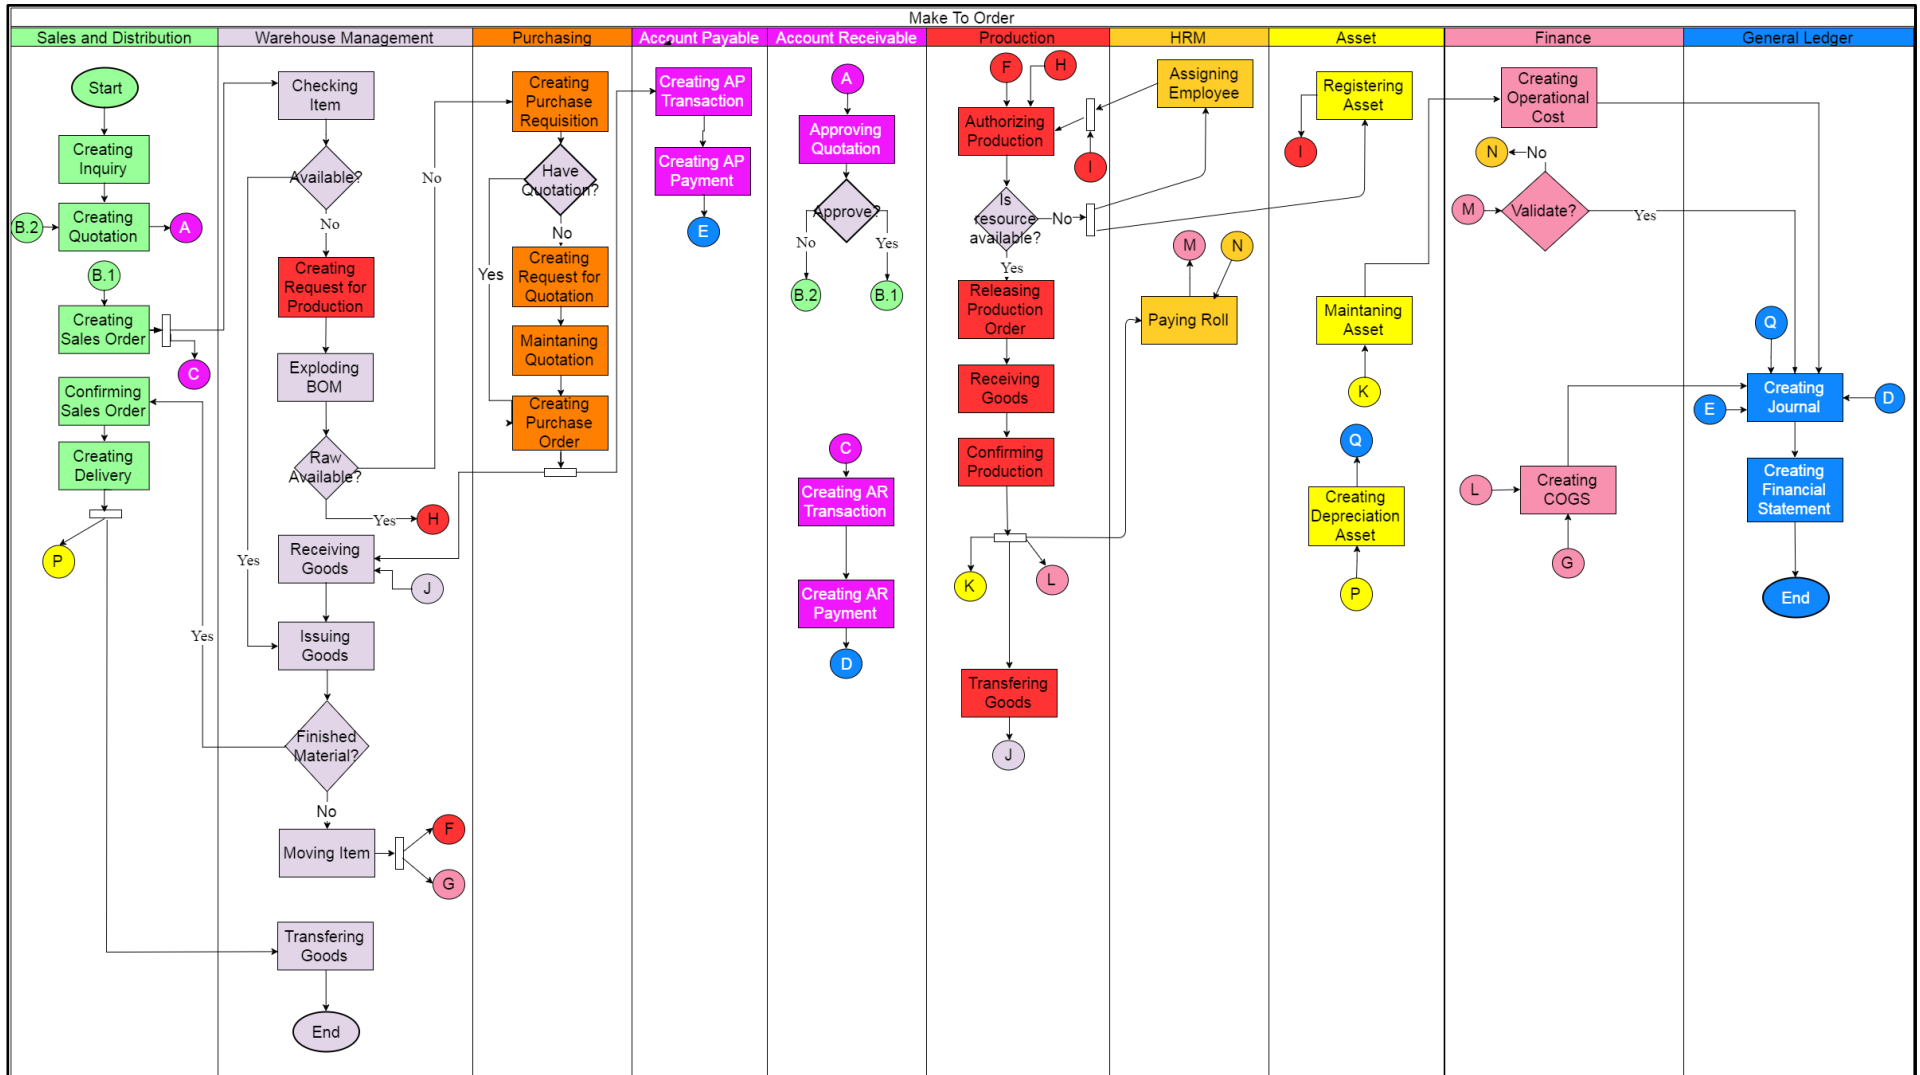 Make To Order
Sales and Distribution
Warehouse Management
Purchasing
Account Payable
Account Receivable
Production
HRM
Asset
Finance
General Ledger
Start
Creating
Inquiry
B.2
Creating
Quotation
A
B.1
Creating
Sales Order
C
Confirming
Sales Order
Creating
Delivery
P
Yes
Checking
Item
Available?
No
Creating
Request for
Production
Exploding
BOM
Raw
Available?
Yes
H
No
Yes
Receiving
Goods
J
Issuing
Goods
Finished
Material?
No
Moving Item
F
G
Transfering
Goods
End
Creating
Purchase
Requisition
Have
Quotation?
No
Yes
Creating
Request for
Quotation
Maintaning
Quotation
Creating
Purchase
Order
Creating AP
Transaction
Creating AP
Payment
E
A
Approving
Quotation
Approve?
No
Yes
B.2
B.1
C
Creating AR
Transaction
Creating AR
Payment
D
F
H
Authorizing
Production
I
Is
resource
available?
No
Yes
Releasing
Production
Order
Receiving
Goods
Confirming
Production
K
L
Transfering
Goods
J
Assigning
Employee
M
N
Paying Roll
Registering
Asset
I
Maintaning
Asset
K
Q
Creating
Depreciation
Asset
P
Creating
Operational
Cost
N
No
M
Validate?
Yes
L
Creating
COGS
G
Q
E
Creating
Journal
D
Creating
Financial
Statement
End